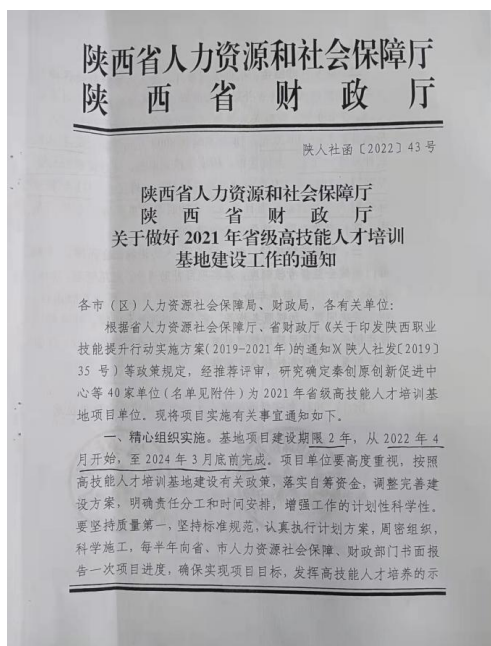 陕西省人力资源和社会保障厅
陕西省财政厅
陕人社函〔2022〕43号
陕西省人力资源和社会保障厅
陕西省财政厅
关于做好2021年省级高技能人才培训
基地建设工作的通知
各市（区）人力资源社会保障局、财政局，各有关单位：
根据省人力资源社会保障厅、省财政厅《关于印发陕西职业
技能提升行动实施方案(2019-2021年)的通知》(陕人社发〔2019〕
35号)等政策规定，经推荐评审，研究确定秦创原创新促进中
心等40家单位(名单见附件)为2021年省级高技能人才培训基
地项目单位。现将项目实施有关事宜通知如下。
一、精心组织实施。基地项目建设期限2年，从2022年4
月开始，至2024年3月底前完成。项目单位要高度重视，按照
高技能人才培训基地建设有关政策，落实自筹资金，调整完善建
设方案，明确责任分工和时间安排，增强工作的计划性科学性。
要坚持质量第一，坚持标准规范，认真执行计划方案，周密组织，
科学施工，每半年向省、市人力资源社会保障、财政部门书面报
告一次项目进度，确保实现项目目标，发挥高技能人才培养的示